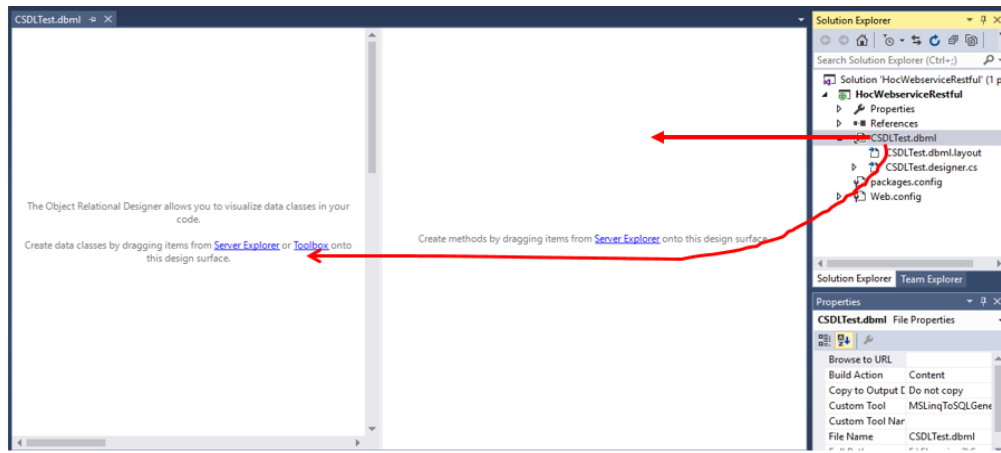 CSDLTest.dbml
The Object Relational Designer allows you to visualize data classes in your
code.
Create data classes by dragging items from Server Explorer or Toolbox onto
this design surface.
Create methods by dragging items from Server Explorer onto this design surface.
Solution Explorer
Search Solution Explorer (Ctrl+;)
Solution 'HocWebserviceRestful' (1 p
HocWebserviceRestful
Properties
References
CSDLTest.dbml
CSDLTest.dbml.layout
CSDLTest.designer.cs
packages.config
Web.config
Solution Explorer Team Explorer
Properties
CSDLTest.dbml File Properties
Browse to URL
Build Action Content
Copy to Output D Do not copy
Custom Tool MSLinqToSQLGene
Custom Tool Nar
File Name CSDLTest.dbml